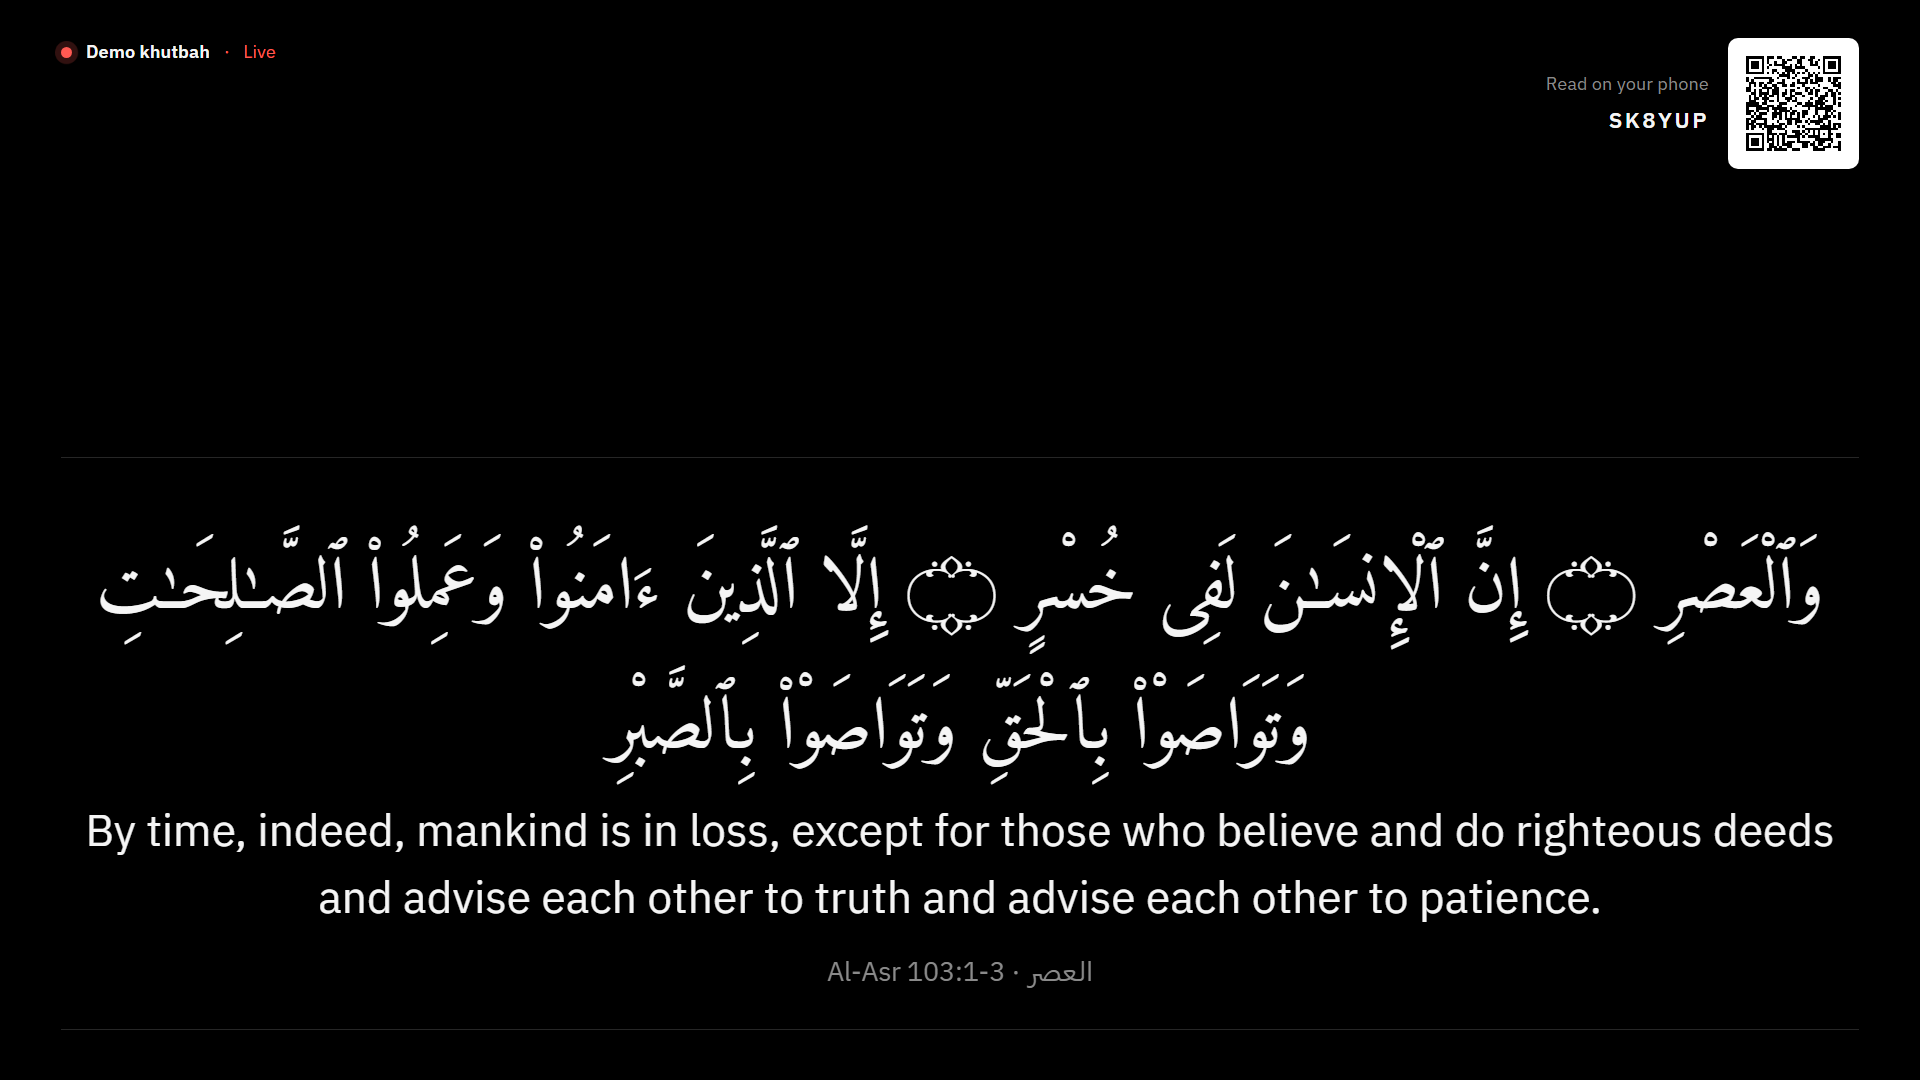 Demo khutbah · Live
Read on your phone
SK8YUP
وَٱلْعَصْرِ ۝ إِنَّ ٱلْإِنسَـٰنَ لَفِى خُسْرٍ ۝ إِلَّا ٱلَّذِينَ ءَامَنُوا۟ وَعَمِلُوا۟ ٱلصَّـٰلِحَـٰتِ
وَتَوَاصَوْا۟ بِٱلْحَقِّ وَتَوَاصَوْا۟ بِٱلصَّبْرِ
By time, indeed, mankind is in loss, except for those who believe and do righteous deeds
and advise each other to truth and advise each other to patience.
Al-Asr 103:1-3 · العصر